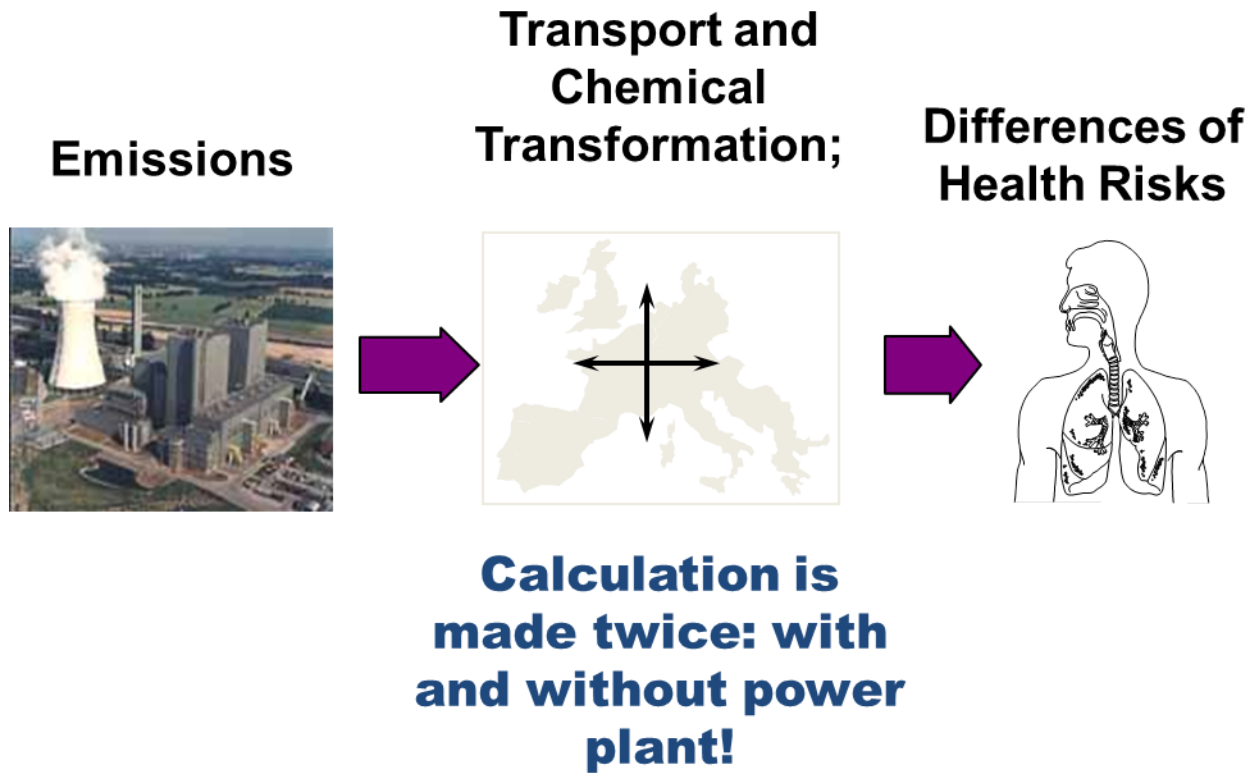 Emissions
Transport and
Chemical
Transformation;
Differences of
Health Risks
Calculation is
made twice: with
and without power
plant!